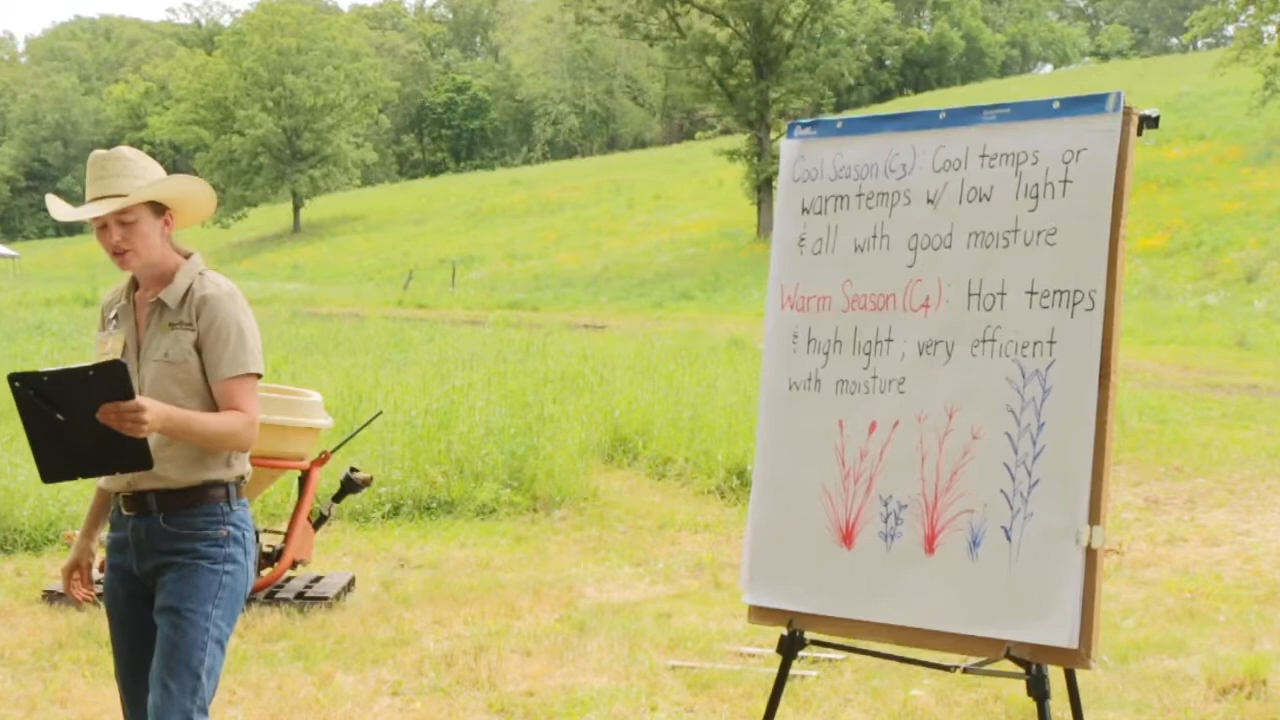 Cool Season (C3): Cool temps or
warm temps w/ low light
& all with good moisture
Warm Season (C4): Hot temps
& high light; very efficient
with moisture